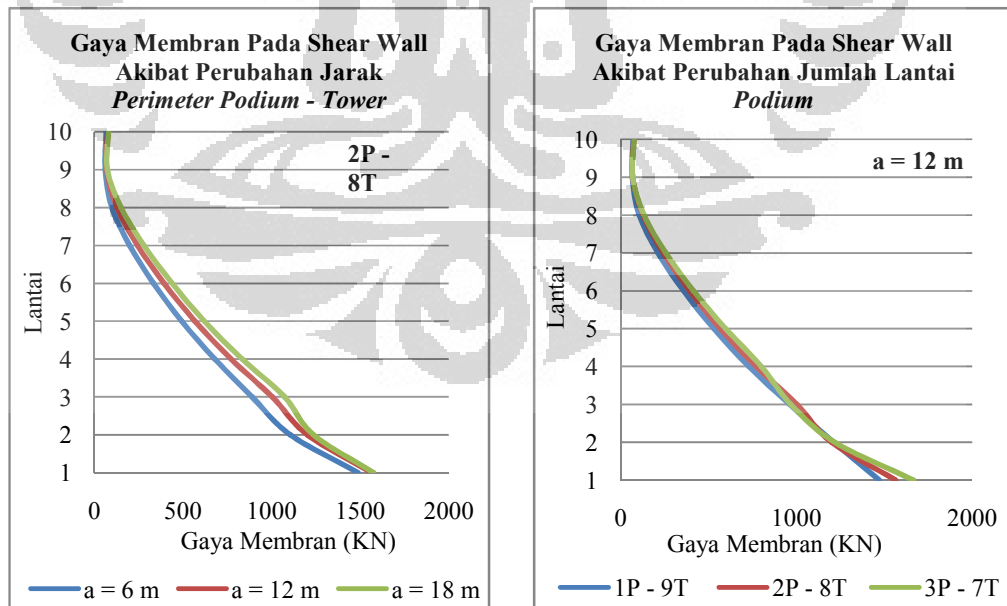 Gaya Membran Pada Shear Wall
Akibat Perubahan Jarak
Perimeter Podium - Tower
2P -
8T
10
9
8
7
6
5
4
3
2
1
Lantai
0 500 1000 1500 2000
Gaya Membran (KN)
a = 6 m a = 12 m a = 18 m
Gaya Membran Pada Shear Wall
Akibat Perubahan Jumlah Lantai
Podium
a = 12 m
10
9
8
7
6
5
4
3
2
1
Lantai
0 1000 2000
Gaya Membran (KN)
1P - 9T 2P - 8T 3P - 7T